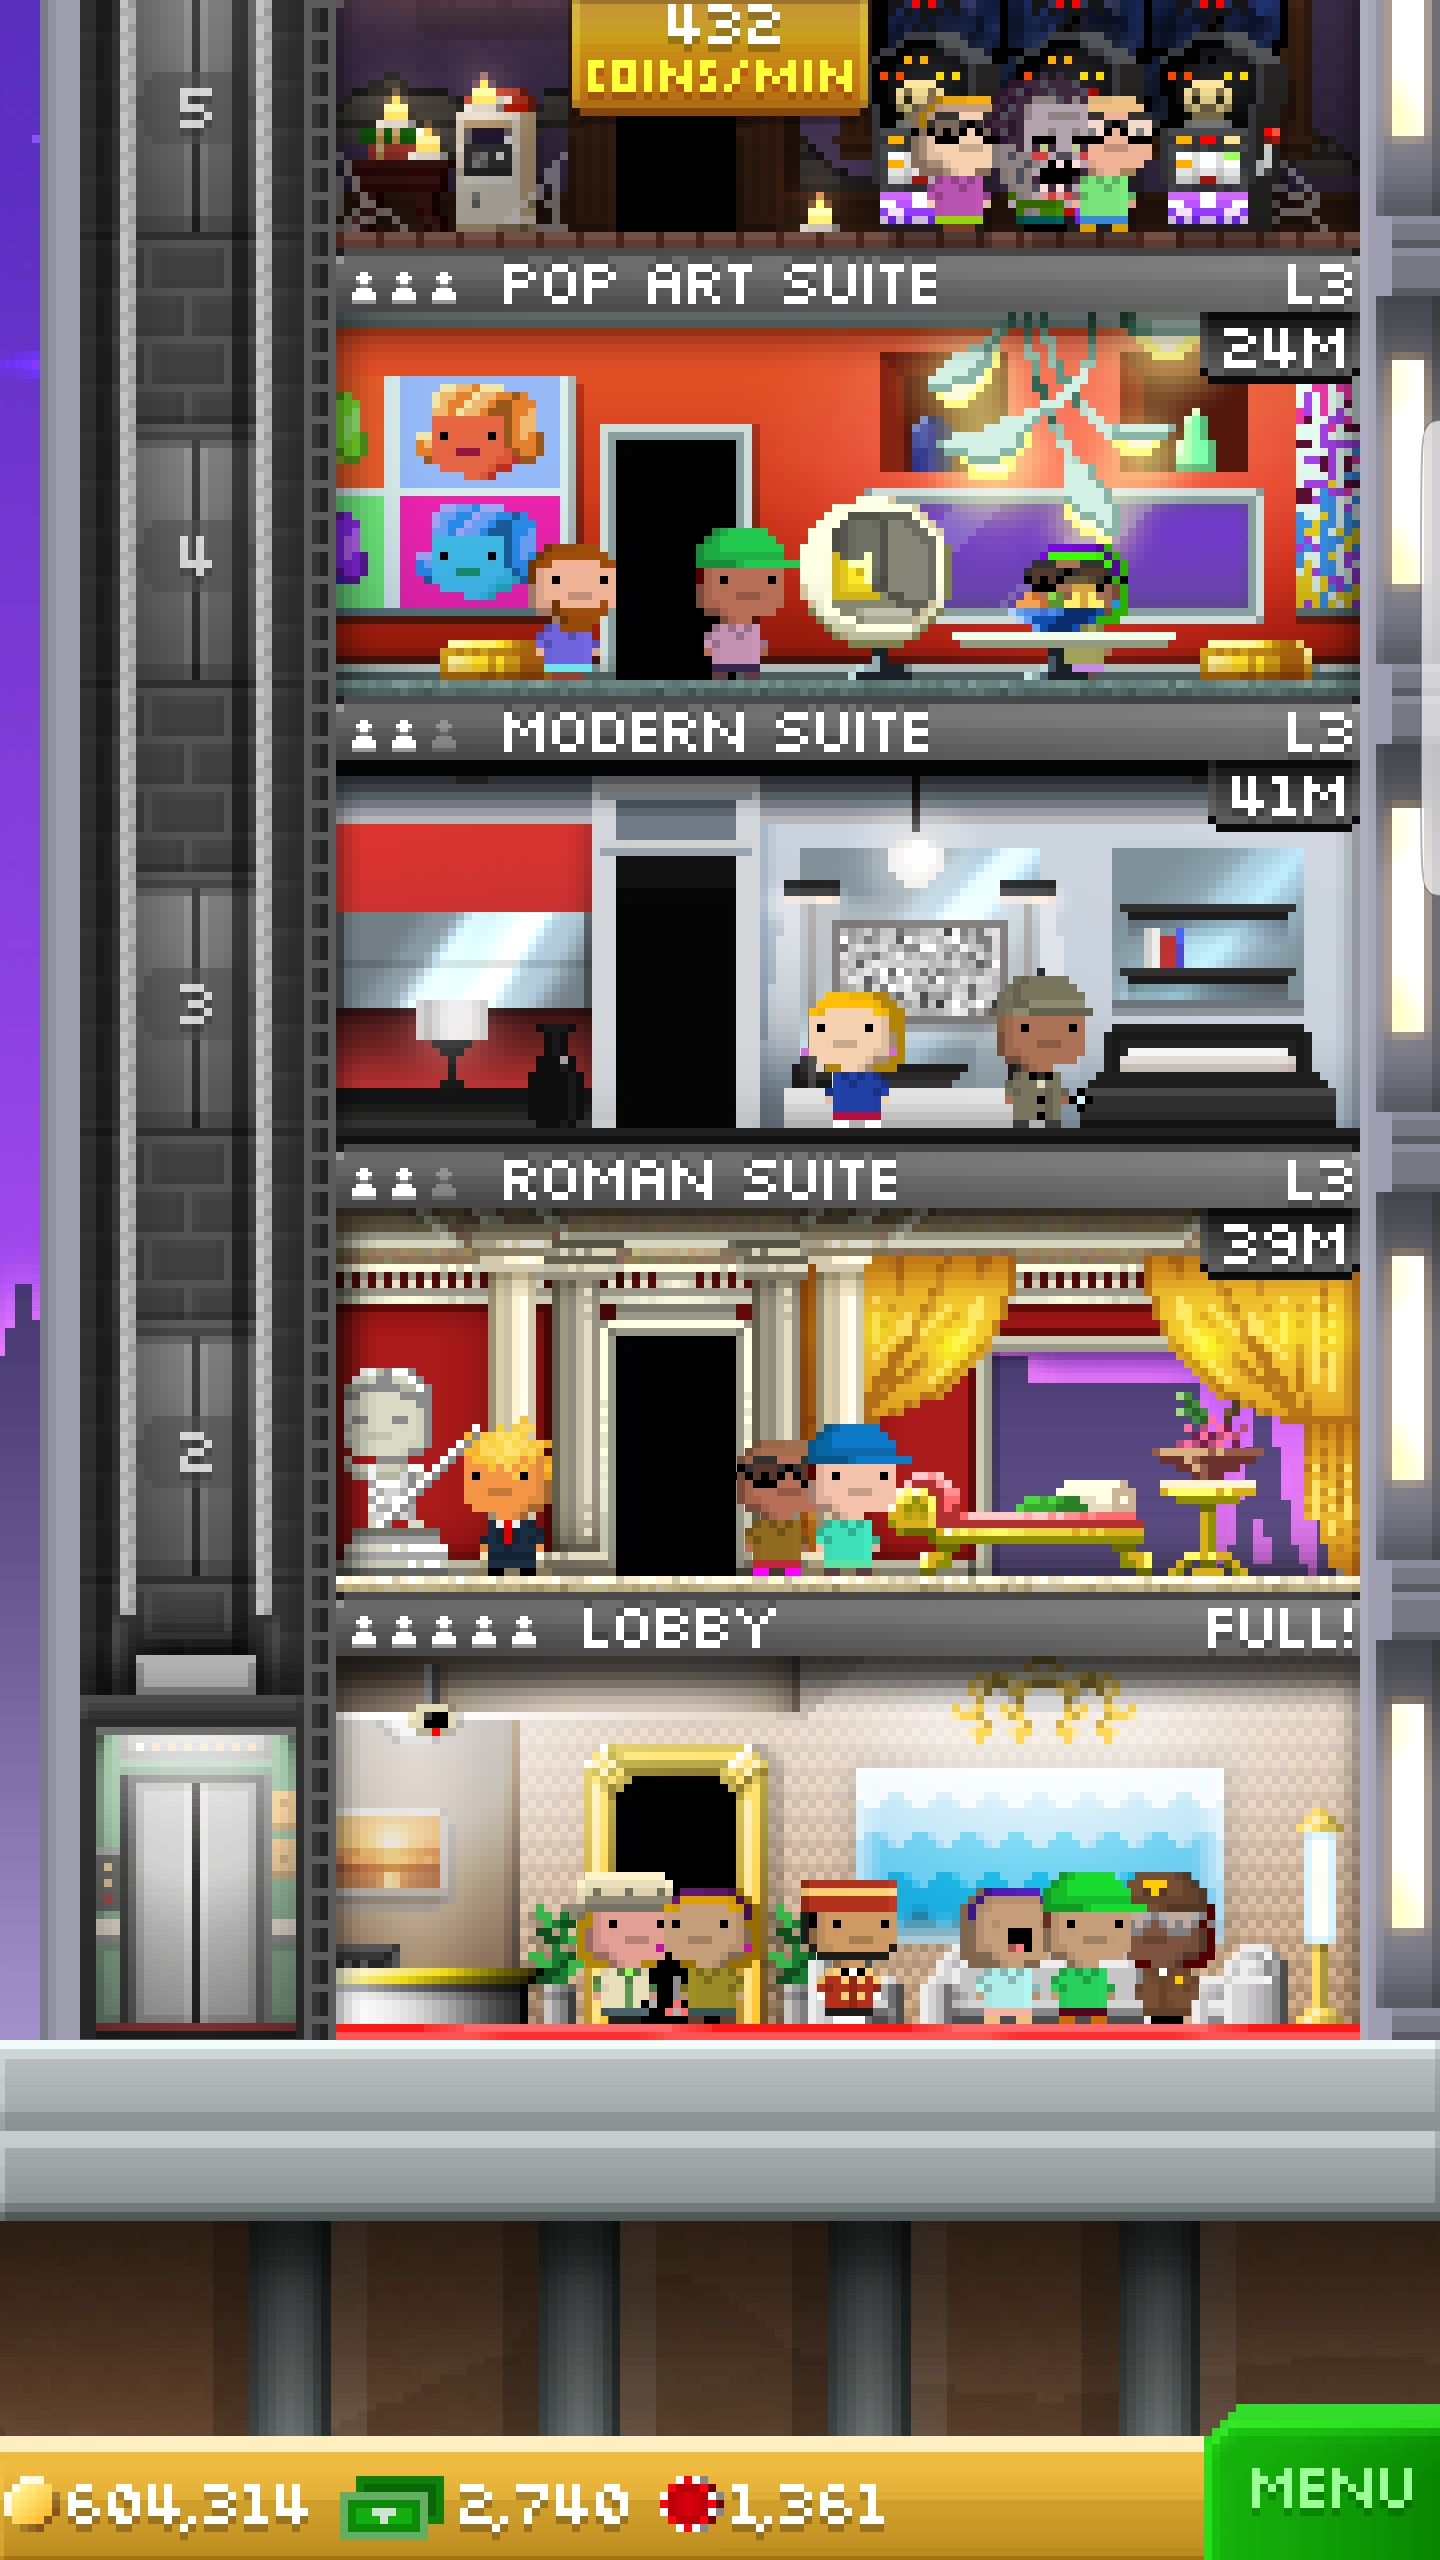 432
COINS/MIN
5
POP ART SUITE L3
24M
4
MODERN SUITE L3
41M
3
ROMAN SUITE L3
39M
2
LOBBY FULL!
604,314 2,740 1,361 MENU